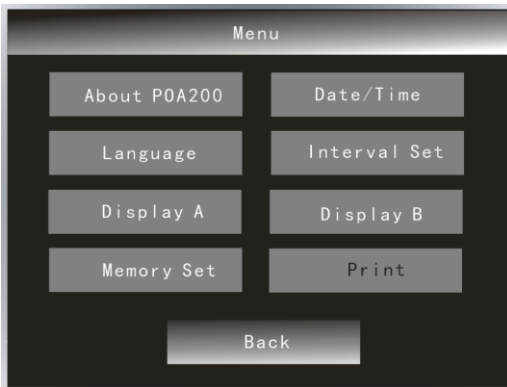 Menu
About POA200 Date/Time
Language Interval Set
Display A Display B
Memory Set Print
Back